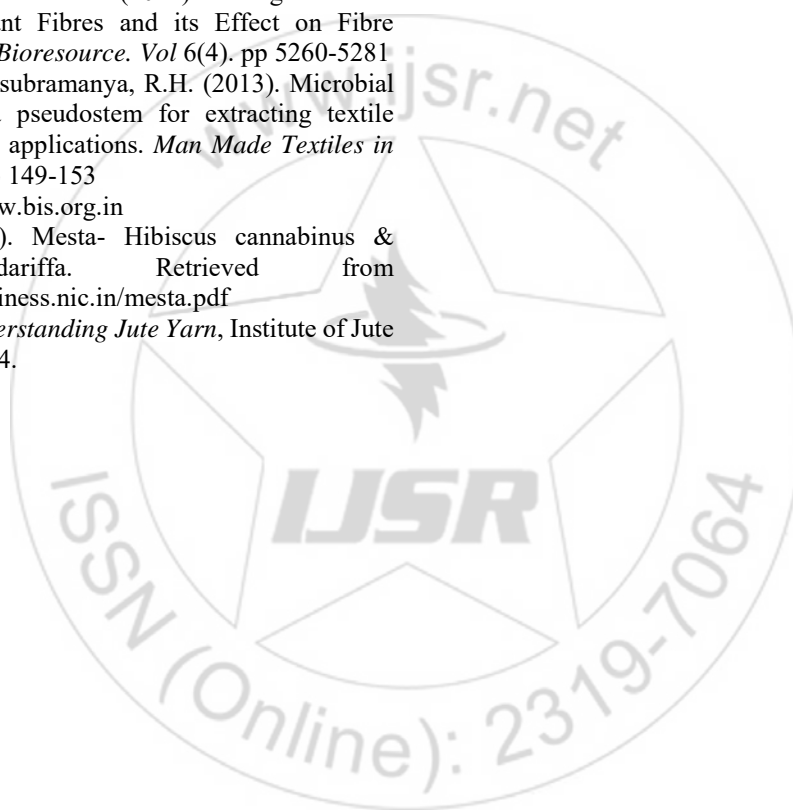 ant Fibres and its Effect on Fibre
Bioresource. Vol 6(4). pp 5260-5281
subramanya, R.H. (2013). Microbial
pseudostem for extracting textile
applications. Man Made Textiles in
149-153
w.bis.org.in
). Mesta- Hibiscus cannabinus &
dariffa. Retrieved from
iness.nic.in/mesta.pdf
erstanding Jute Yarn, Institute of Jute
4.
www.ijsr.net
IJSR
ISSN (Online): 2319-7064